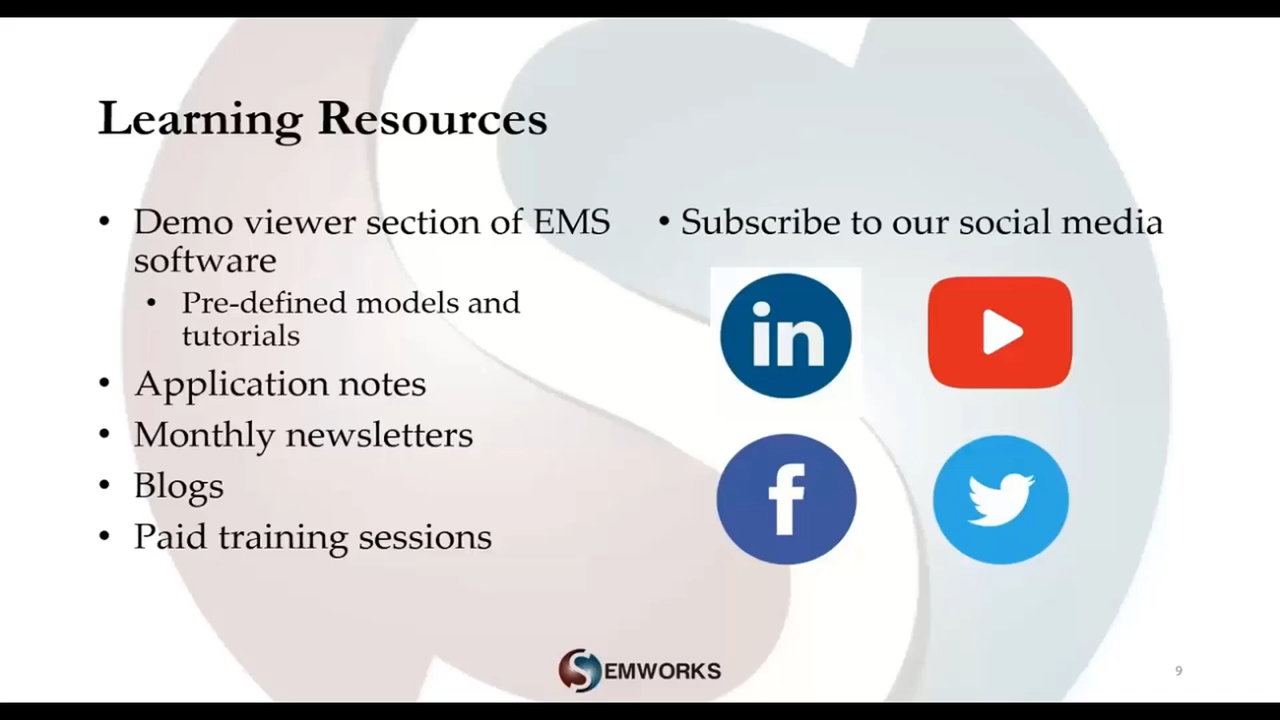 Learning Resources
• Demo viewer section of EMS
software
• Pre-defined models and
tutorials
• Application notes
• Monthly newsletters
• Blogs
• Paid training sessions
• Subscribe to our social media
in
f
EMWORKS
9